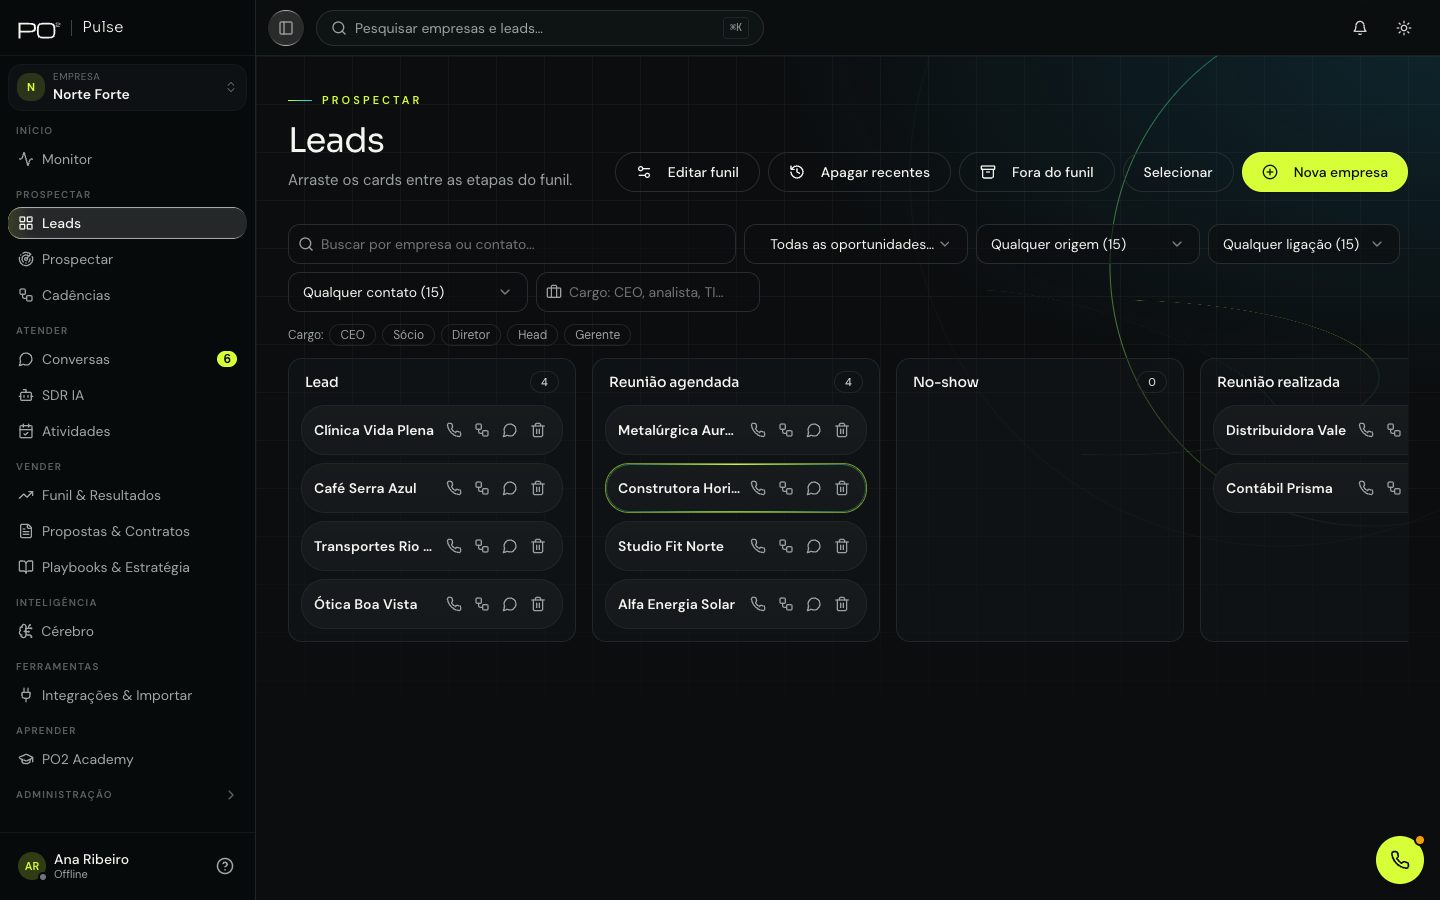 PO² | Pulse
Pesquisar empresas e leads...
⌘K
N
EMPRESA
Norte Forte
INÍCIO
Monitor
PROSPECTAR
Leads
Prospectar
Cadências
ATENDER
Conversas
6
SDR IA
Atividades
VENDER
Funil & Resultados
Propostas & Contratos
Playbooks & Estratégia
INTELIGÊNCIA
Cérebro
FERRAMENTAS
Integrações & Importar
APRENDER
PO2 Academy
ADMINISTRAÇÃO
AR
Ana Ribeiro
Offline
PROSPECTAR
Leads
Arraste os cards entre as etapas do funil.
Editar funil
Apagar recentes
Fora do funil
Selecionar
Nova empresa
Buscar por empresa ou contato...
Todas as oportunidades...
Qualquer origem (15)
Qualquer ligação (15)
Qualquer contato (15)
Cargo: CEO, analista, TI...
Cargo: CEO Sócio Diretor Head Gerente
Lead 4
Clínica Vida Plena
Café Serra Azul
Transportes Rio ...
Ótica Boa Vista
Reunião agendada 4
Metalúrgica Aur...
Construtora Hori...
Studio Fit Norte
Alfa Energia Solar
No-show 0
Reunião realizada
Distribuidora Vale
Contábil Prisma